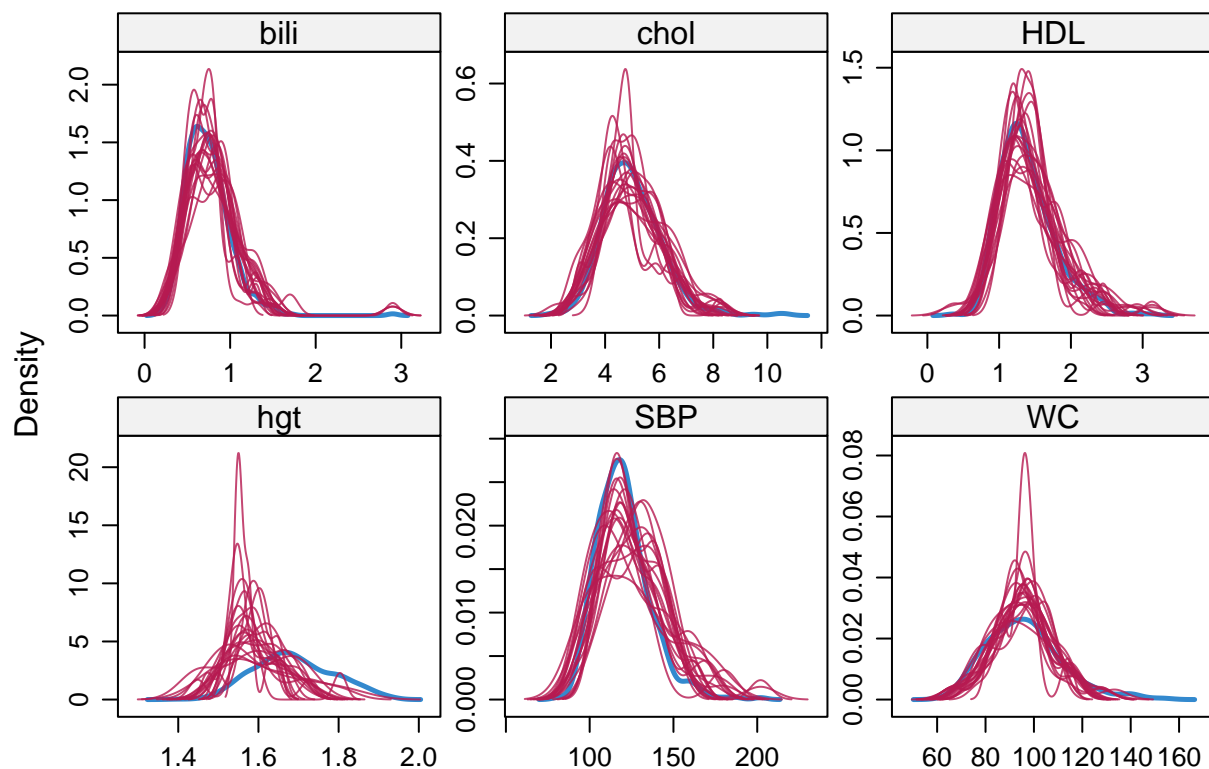 bili chol HDL
0.0 0.5 1.0 1.5 2.0
0.0 0.2 0.4 0.6
0.0 0.5 1.0 1.5
0 1 2 3
2 4 6 8 10
0 1 2 3
Density
hgt SBP WC
0 5 10 15 20
0.000 0.010 0.020
0.00 0.02 0.04 0.06 0.08
1.4 1.6 1.8 2.0
100 150 200
60 80 100 120 140 160